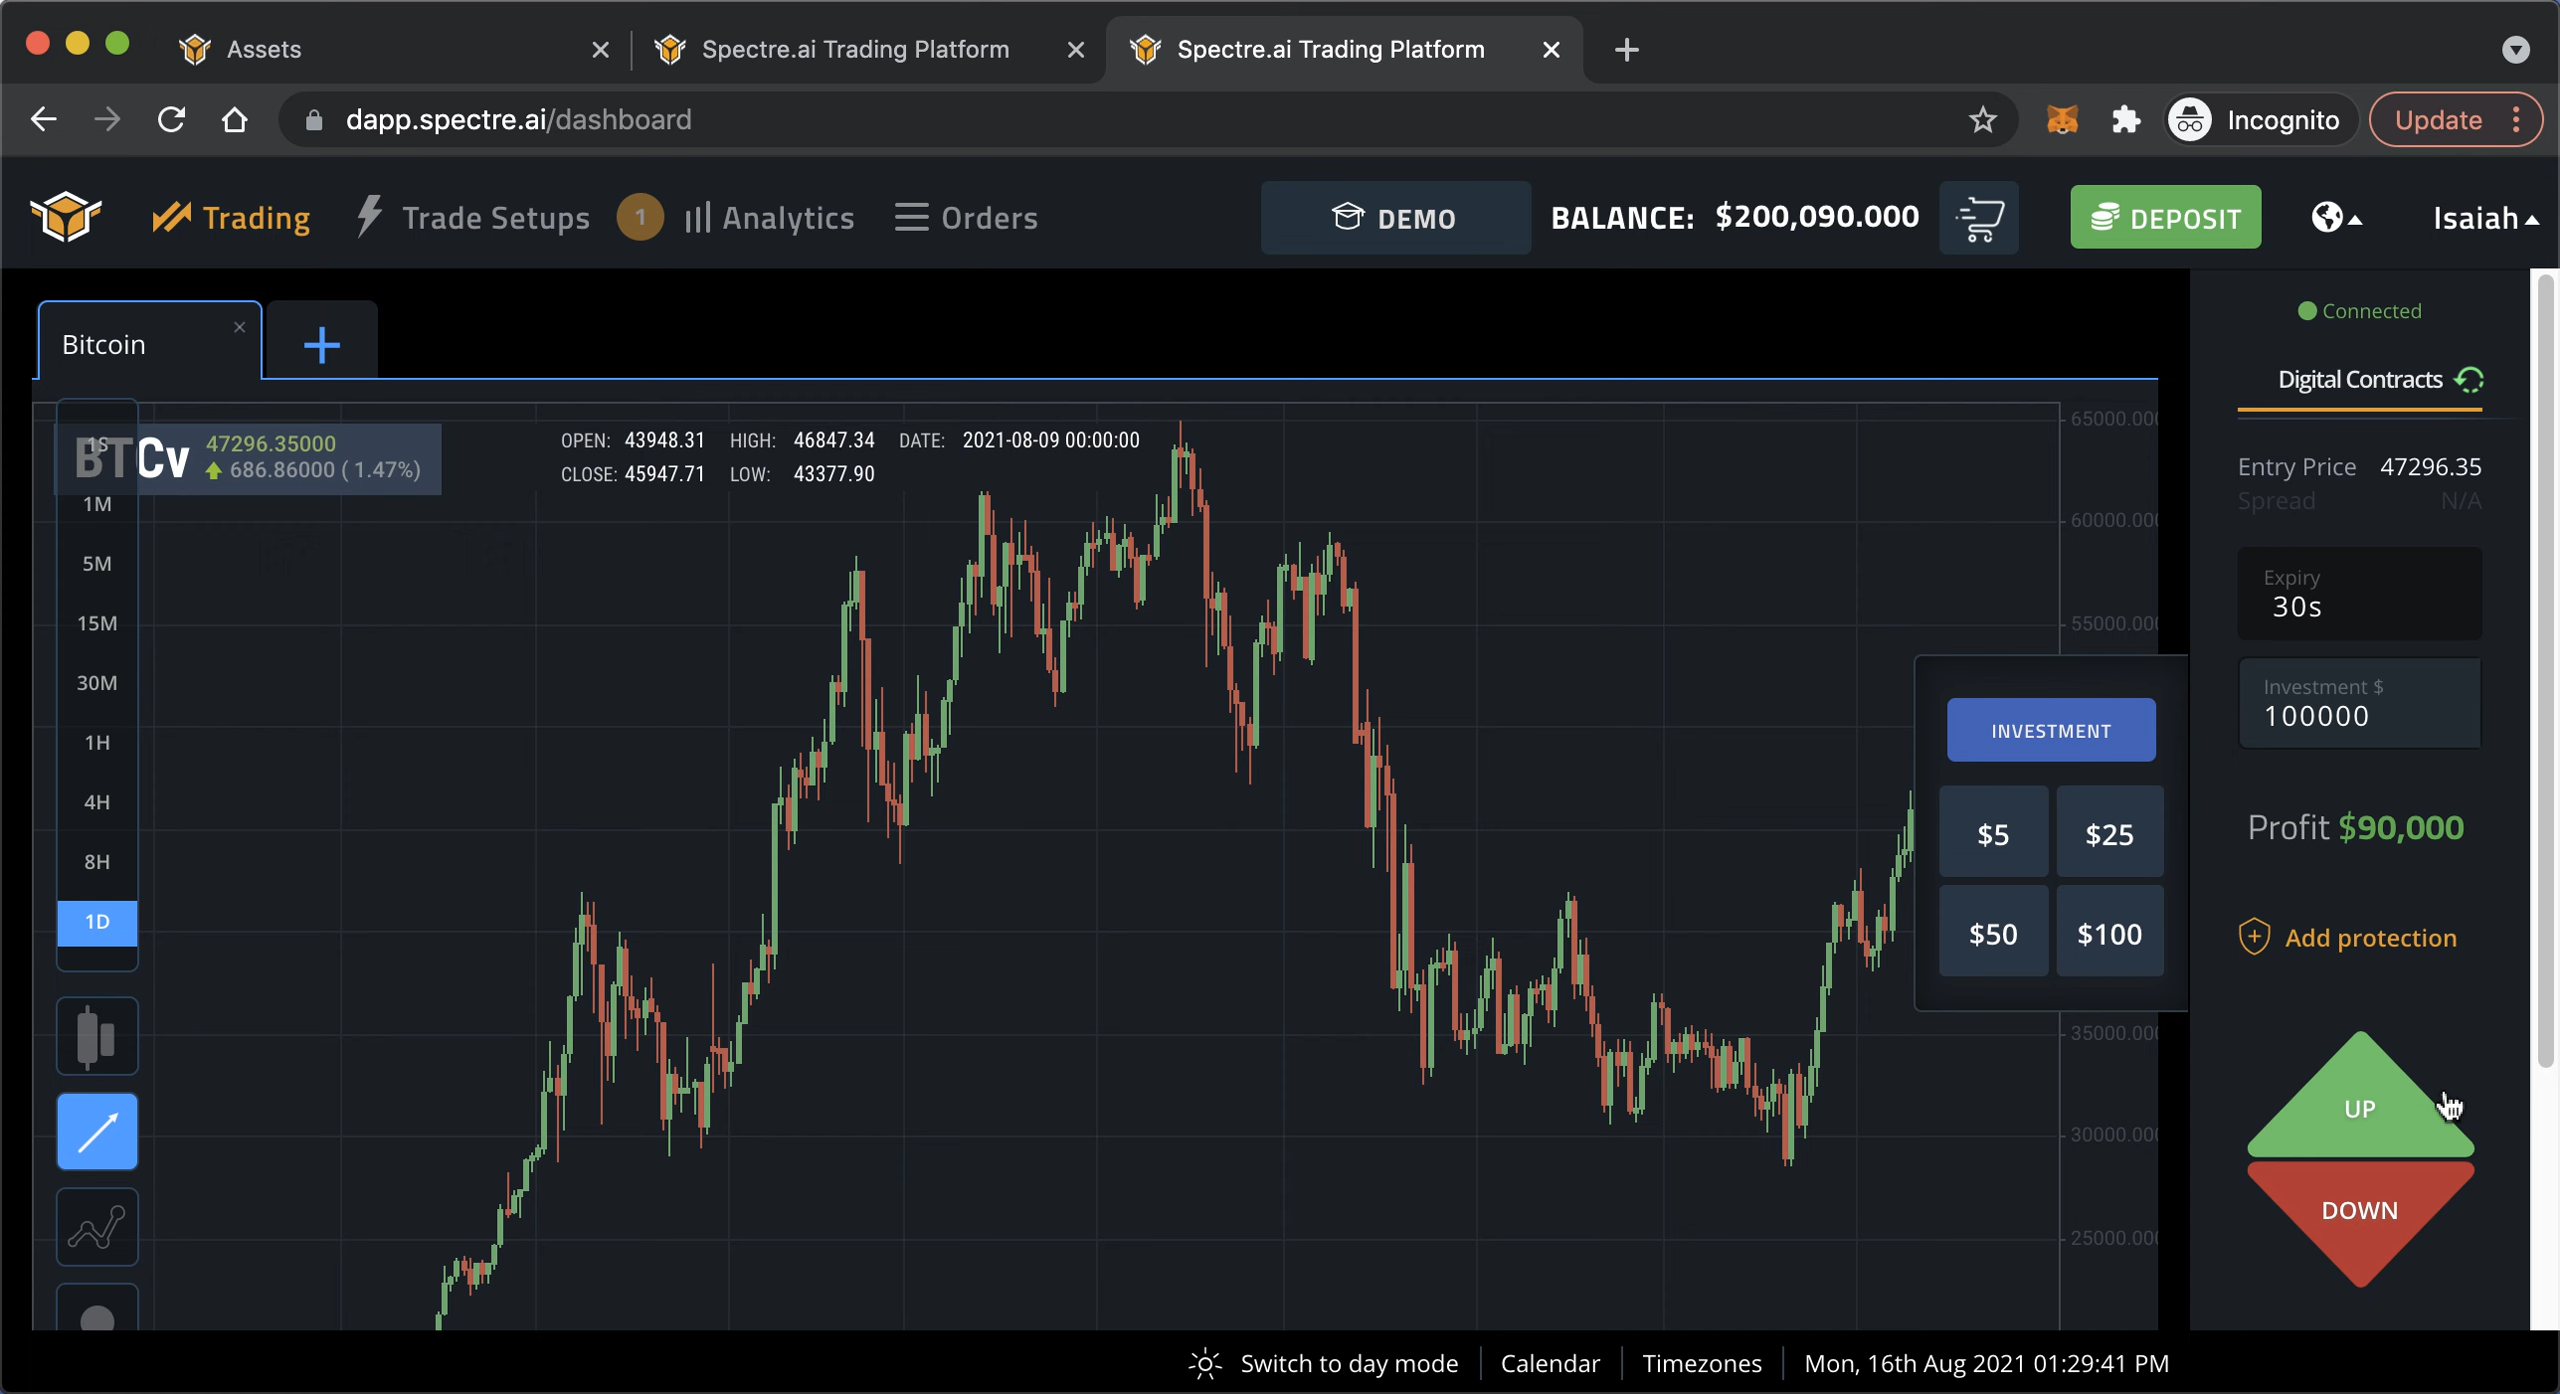 Assets
Spectre.ai Trading Platform
Spectre.ai Trading Platform
dapp.spectre.ai/dashboard
Incognito
Update
Trading
Trade Setups
1
Analytics
Orders
DEMO
BALANCE: $200,090.000
DEPOSIT
Isaiah
Bitcoin
BTCv
47296.35000
686.86000 ( 1.47%)
OPEN: 43948.31 HIGH: 46847.34 DATE: 2021-08-09 00:00:00
CLOSE: 45947.71 LOW: 43377.90
1S
1M
5M
15M
30M
1H
4H
8H
1D
65000.00
60000.00
55000.00
35000.00
30000.00
25000.00
INVESTMENT
$5 $25
$50 $100
Connected
Digital Contracts
Entry Price 47296.35
Spread N/A
Expiry
30s
Investment $
100000
Profit $90,000
Add protection
UP
DOWN
Switch to day mode
Calendar
Timezones
Mon, 16th Aug 2021 01:29:41 PM